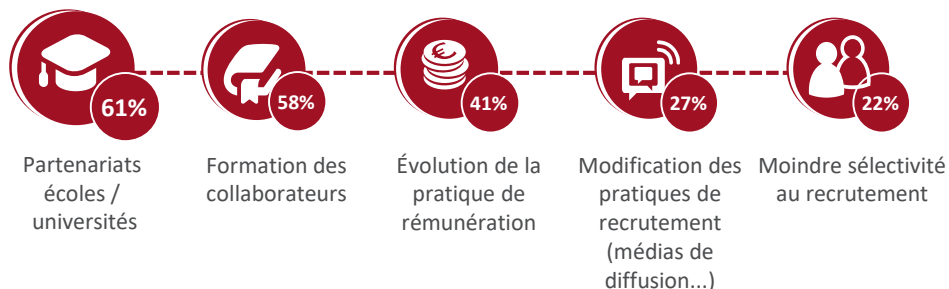 61%
Partenariats
écoles /
universités
58%
Formation des
collaborateurs
€
41%
Évolution de la
pratique de
rémunération
27%
Modification des
pratiques de
recrutement
(médias de
diffusion...)
22%
Moindre sélectivité
au recrutement